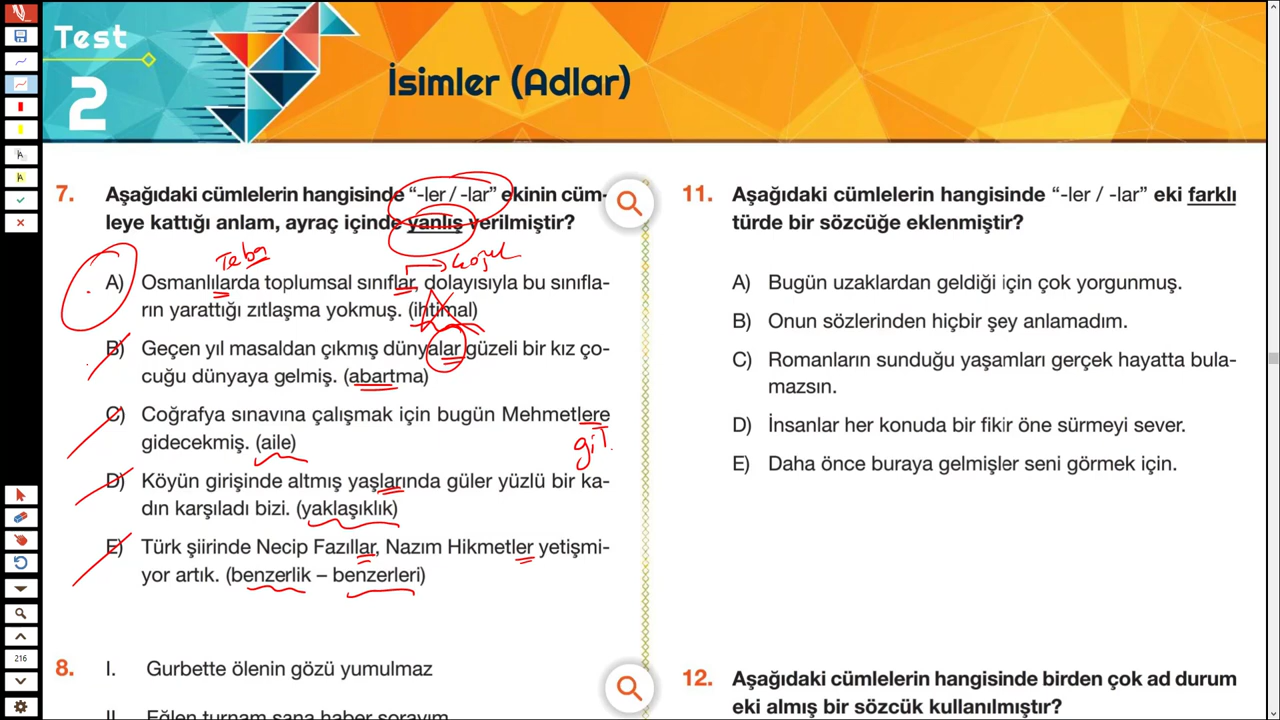 Test
2
İsimler (Adlar)
7. Aşağıdaki cümlelerin hangisinde “-ler / -lar” ekinin cüm-
leye kattığı anlam, ayraç içinde yanlış verilmiştir?
Teba
A) Osmanlılarda toplumsal sınıflar, dolayısıyla bu sınıfla-
rın yarattığı zıtlaşma yokmuş. (ihtimal)
B) Geçen yıl masaldan çıkmış dünyalar güzeli bir kız ço-
cuğu dünyaya gelmiş. (abartma)
C) Coğrafya sınavına çalışmak için bugün Mehmetlere
gidecekmiş. (aile)
giT
D) Köyün girişinde altmış yaşlarında güler yüzlü bir ka-
dın karşıladı bizi. (yaklaşıklık)
E) Türk şiirinde Necip Fazıllar, Nazım Hikmetler yetişmi-
yor artık. (benzerlik – benzerleri)
8. I. Gurbette ölenin gözü yumulmaz
II. Eğlen turnam sana haber sorayım
11. Aşağıdaki cümlelerin hangisinde “-ler / -lar” eki farklı
türde bir sözcüğe eklenmiştir?
A) Bugün uzaklardan geldiği için çok yorgunmuş.
B) Onun sözlerinden hiçbir şey anlamadım.
C) Romanların sunduğu yaşamları gerçek hayatta bula-
mazsın.
D) İnsanlar her konuda bir fikir öne sürmeyi sever.
E) Daha önce buraya gelmişler seni görmek için.
12. Aşağıdaki cümlelerin hangisinde birden çok ad durum
eki almış bir sözcük kullanılmıştır?
216